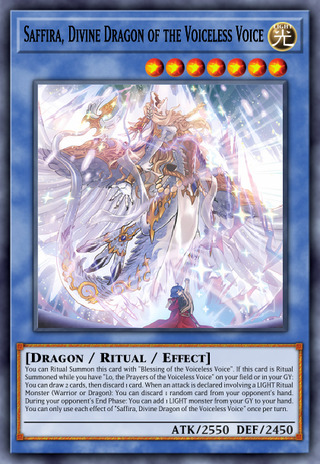 SAFFIRA, DIVINE DRAGON OF THE VOICELESS VOICE
LIGHT
光
[DRAGON / RITUAL / EFFECT]
You can Ritual Summon this card with "Blessing of the Voiceless Voice". If this card is Ritual
Summoned while you have "Lo, the Prayers of the Voiceless Voice" on your field or in your GY:
You can draw 2 cards, then discard 1 card. When an attack is declared involving a LIGHT Ritual
Monster (Warrior or Dragon): You can discard 1 random card from your opponent's hand.
During your opponent's End Phase: You can add 1 LIGHT monster from your GY to your hand.
You can only use each effect of "Saffira, Divine Dragon of the Voiceless Voice" once per turn.
ATK/2550 DEF/2450